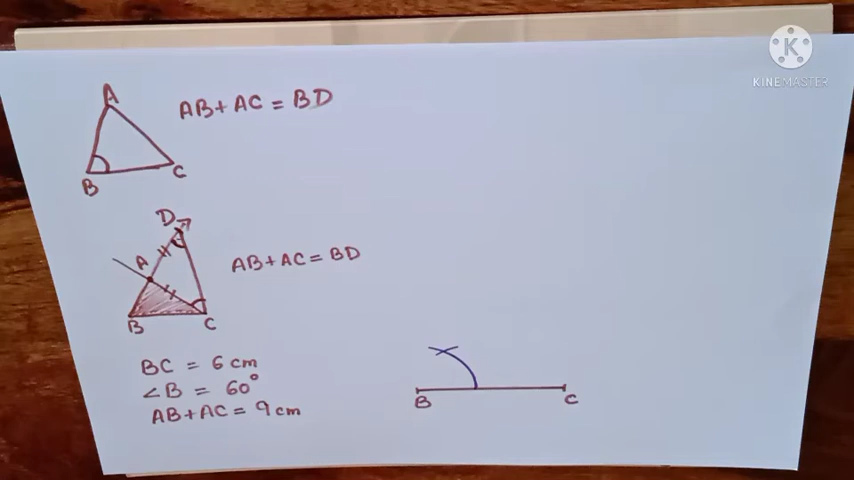 A
AB + AC = BD
B
C
D
A
AB + AC = BD
B
C
BC = 6 cm
∠B = 60°
AB + AC = 9 cm
B
C
K
KINEMASTER